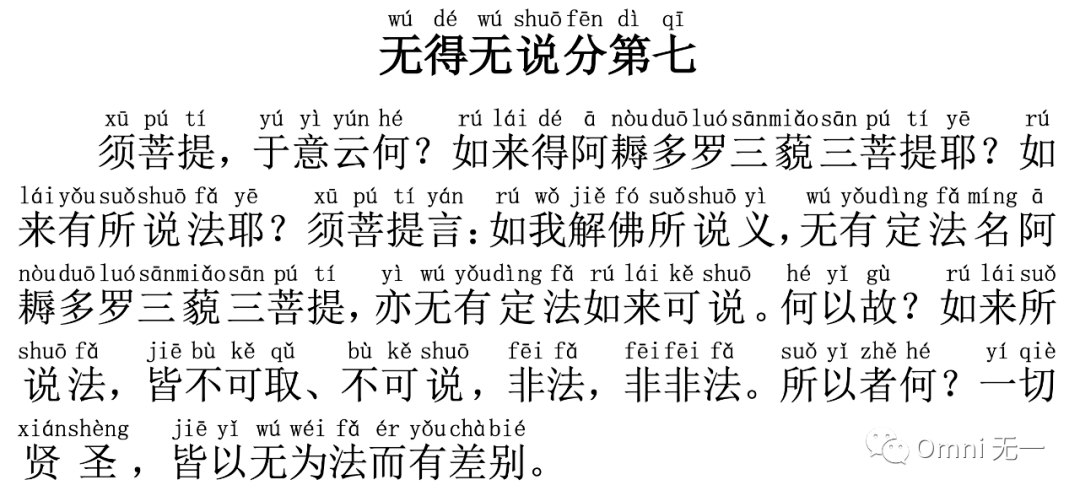 wú dé wú shuō fēn dì qī
无得无说分第七
xū pú tí yú yì yún hé rú lái dé ā nòu duō luó sān miǎo sān pú tí yē rú
须菩提，于意云何？如来得阿耨多罗三藐三菩提耶？如
lái yǒu suǒ shuō fǎ yē xū pú tí yán rú wǒ jiě fó suǒ shuō yì wú yǒu dìng fǎ míng ā
来有所说法耶？须菩提言：如我解佛所说义，无有定法名阿
nòu duō luó sān miǎo sān pú tí yì wú yǒu dìng fǎ rú lái kě shuō hé yǐ gù rú lái suǒ
耨多罗三藐三菩提，亦无有定法如来可说。何以故？如来所
shuō fǎ jiē bù kě qǔ bù kě shuō fēi fǎ fēi fēi fǎ suǒ yǐ zhě hé yí qiè
说法，皆不可取、不可说，非法，非非法。所以者何？一切
xián shèng jiē yǐ wú wéi fǎ ér yǒu chà bié
贤圣，皆以无为法而有差别。
Omni无一